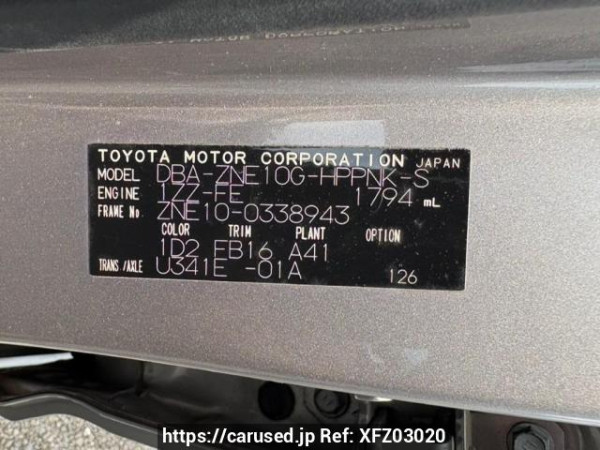 TOYOTA MOTOR CORPORATION JAPAN
MODEL DBA-ZNE10G-HPPNK-S
ENGINE 1ZZ-FE 1794 mL
FRAME No. ZNE10-0338943
COLOR TRIM PLANT OPTION
1D2 FB16 A41
TRANS./AXLE U341E -01A 126
https://carused.jp Ref: XFZ03020